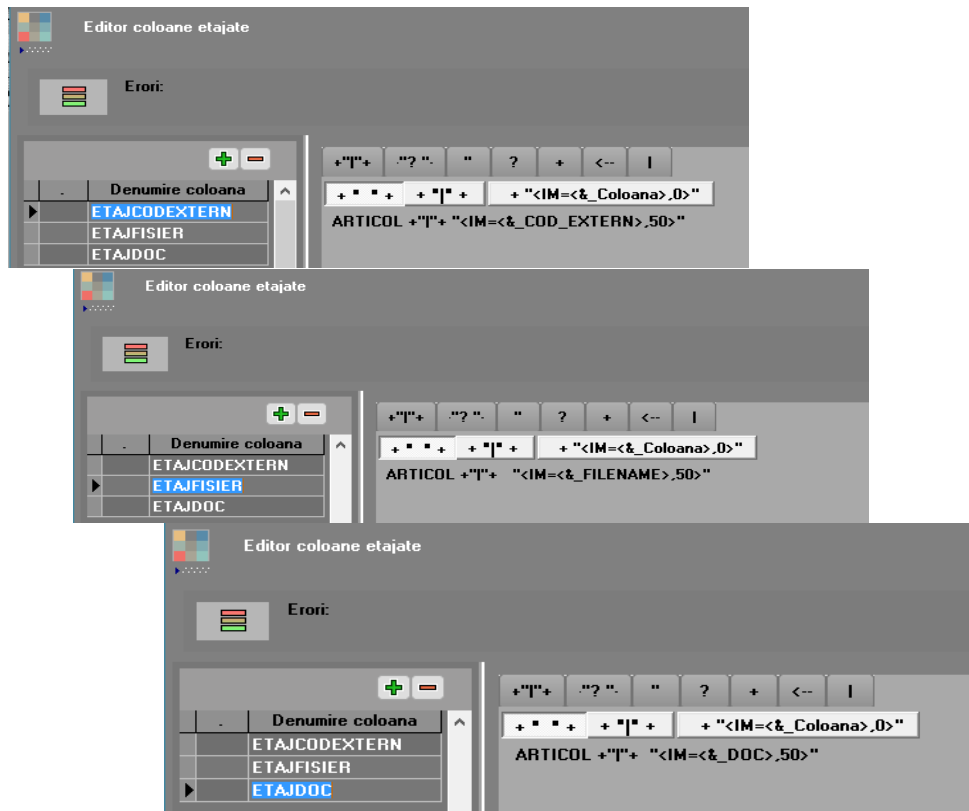 Editor coloane etajate
Erori:
+"|"+ ."? ". " ? + <-- |
. Denumire coloana
+ " " + + "|" + + "<IM=<&_Coloana>,0>"
ETAJCODEXTERN
ARTICOL +"|"+ "<IM=<&_COD_EXTERN>,50>"
ETAJFISIER
ETAJDOC
Editor coloane etajate
Erori:
+"|"+ ."? ". " ? + <-- |
. Denumire coloana
+ " " + + "|" + + "<IM=<&_Coloana>,0>"
ETAJCODEXTERN
ARTICOL +"|"+ "<IM=<&_FILENAME>,50>"
ETAJFISIER
ETAJDOC
Editor coloane etajate
Erori:
+"|"+ ."? ". " ? + <-- |
. Denumire coloana
+ " " + + "|" + + "<IM=<&_Coloana>,0>"
ETAJCODEXTERN
ARTICOL +"|"+ "<IM=<&_DOC>,50>"
ETAJFISIER
ETAJDOC